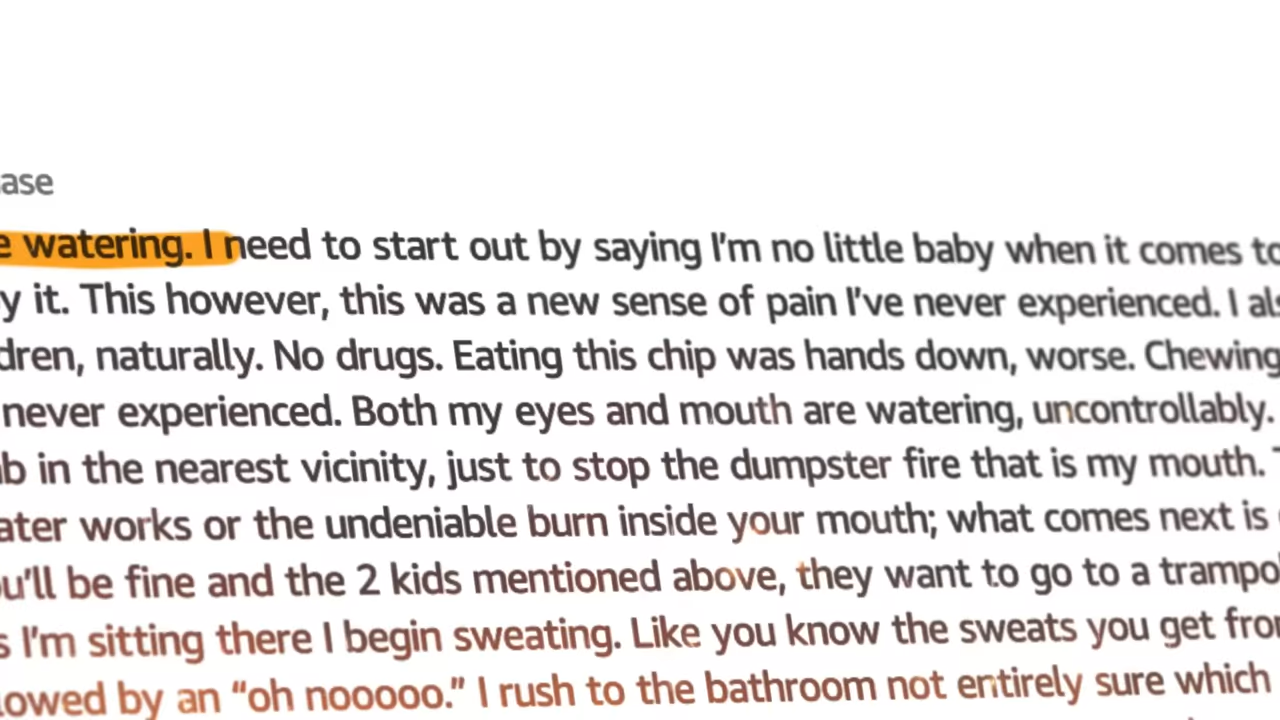 ase
e watering. I need to start out by saying I'm no little baby when it comes to
y it. This however, this was a new sense of pain I've never experienced. I als
dren, naturally. No drugs. Eating this chip was hands down, worse. Chewing
never experienced. Both my eyes and mouth are watering, uncontrollably.
b in the nearest vicinity, just to stop the dumpster fire that is my mouth. T
ater works or the undeniable burn inside your mouth; what comes next is
u'll be fine and the 2 kids mentioned above, they want to go to a trampol
s I'm sitting there I begin sweating. Like you know the sweats you get fron
lowed by an “oh nooooo.” I rush to the bathroom not entirely sure which